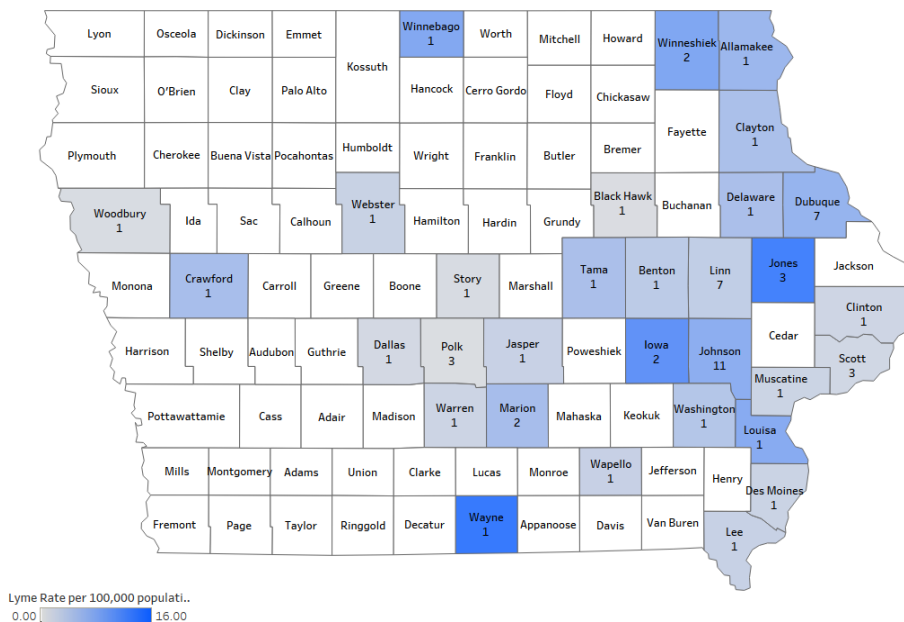 Lyon Osceola Dickinson Emmet Winnebago Worth Mitchell Howard Winneshiek Allamakee
1 2 1
Kossuth
Sioux O'Brien Clay Palo Alto Hancock Cerro Gordo Floyd Chickasaw
Fayette Clayton
1
Plymouth Cherokee Buena Vista Pocahontas Humboldt Wright Franklin Butler Bremer
Woodbury Ida Sac Calhoun Webster Hamilton Hardin Grundy Black Hawk Buchanan Delaware Dubuque
1 1 1 1 7
Monona Crawford Carroll Greene Boone Story Marshall Tama Benton Linn Jones Jackson
1 1 1 1 7 3
Clinton
1
Harrison Shelby Audubon Guthrie Dallas Polk Jasper Poweshiek Iowa Johnson Cedar
1 3 1 2 11
Scott
3
Muscatine
1
Pottawattamie Cass Adair Madison Warren Marion Mahaska Keokuk Washington
1 2 1
Louisa
1
Mills Montgomery Adams Union Clarke Lucas Monroe Wapello Jefferson Henry
1
Des Moines
1
Fremont Page Taylor Ringgold Decatur Wayne Appanoose Davis Van Buren
1
Lee
1
Lyme Rate per 100,000 populati..
0.00 16.00